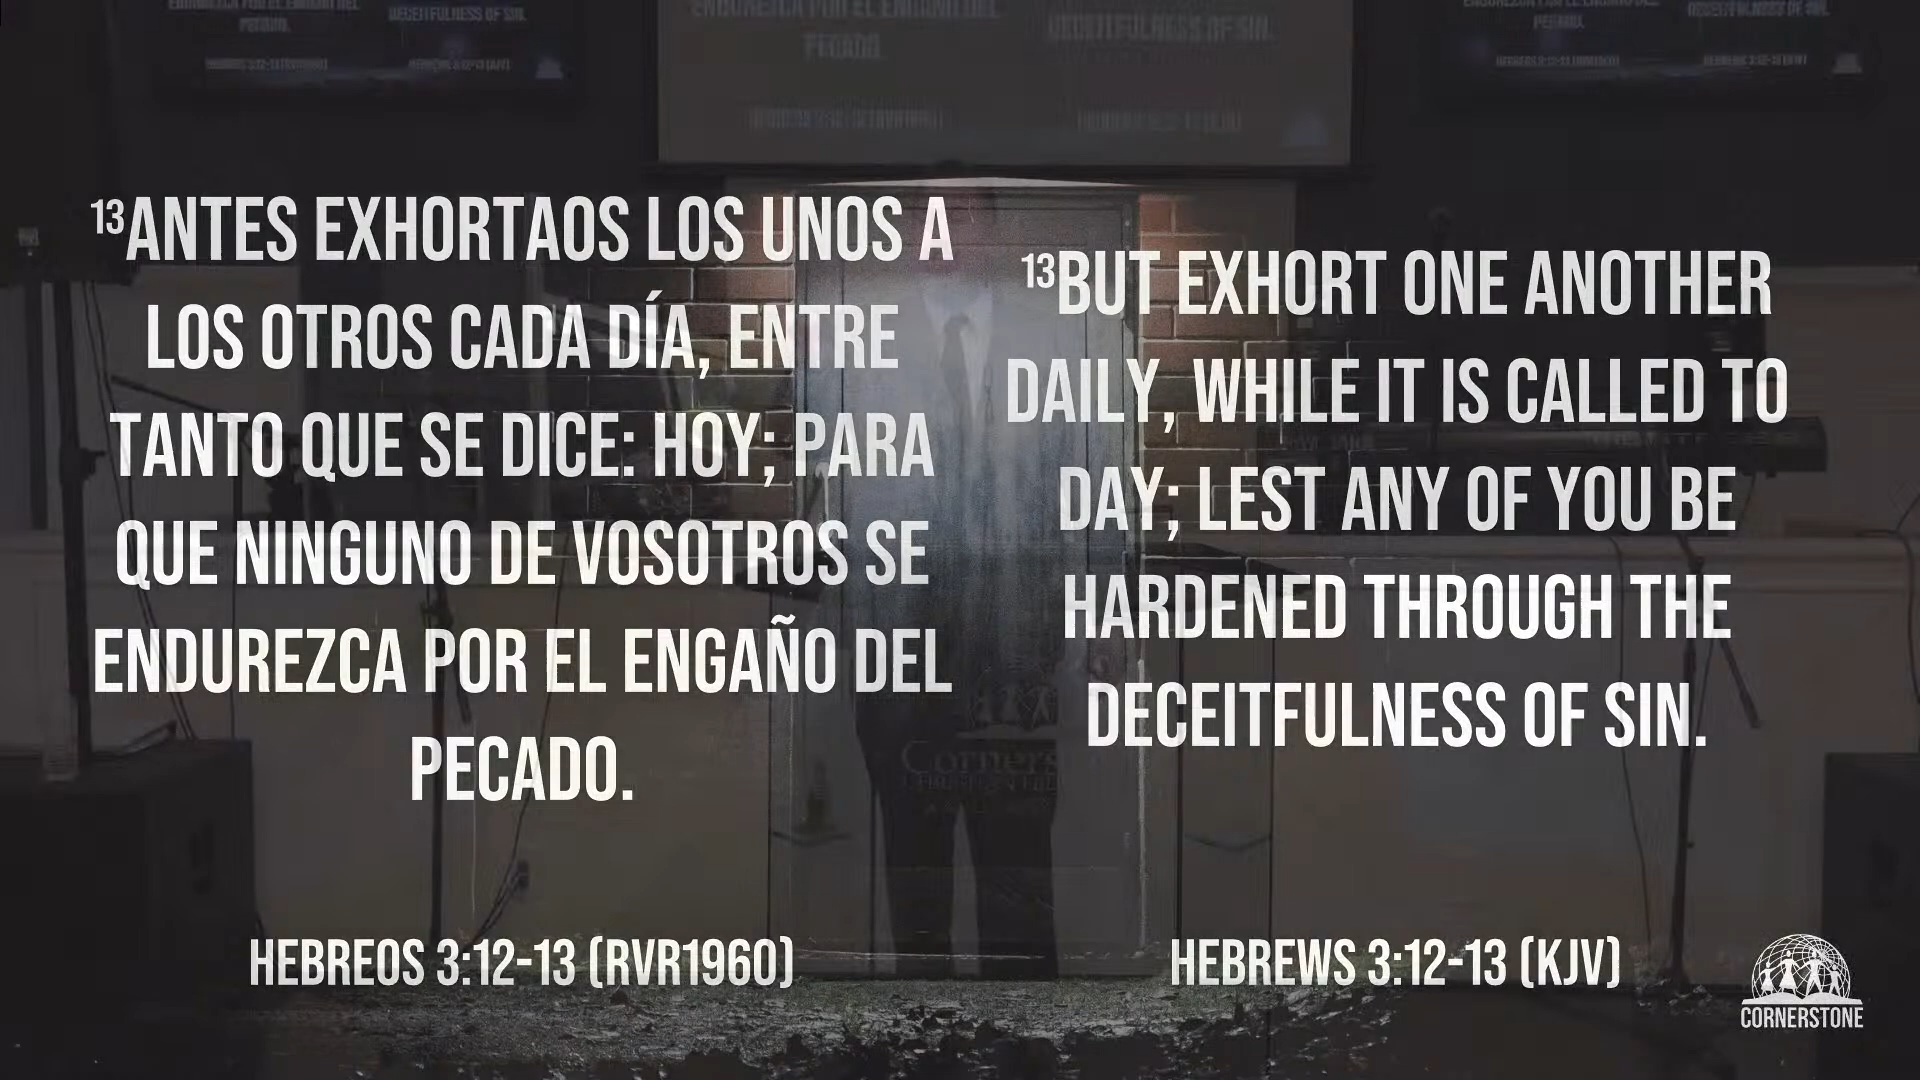 ¹³ANTES EXHORTAOS LOS UNOS A
LOS OTROS CADA DÍA, ENTRE
TANTO QUE SE DICE: HOY; PARA
QUE NINGUNO DE VOSOTROS SE
ENDUREZCA POR EL ENGAÑO DEL
PECADO.
HEBREOS 3:12-13 (RVR1960)
¹³BUT EXHORT ONE ANOTHER
DAILY, WHILE IT IS CALLED TO
DAY; LEST ANY OF YOU BE
HARDENED THROUGH THE
DECEITFULNESS OF SIN.
HEBREWS 3:12-13 (KJV)
CORNERSTONE